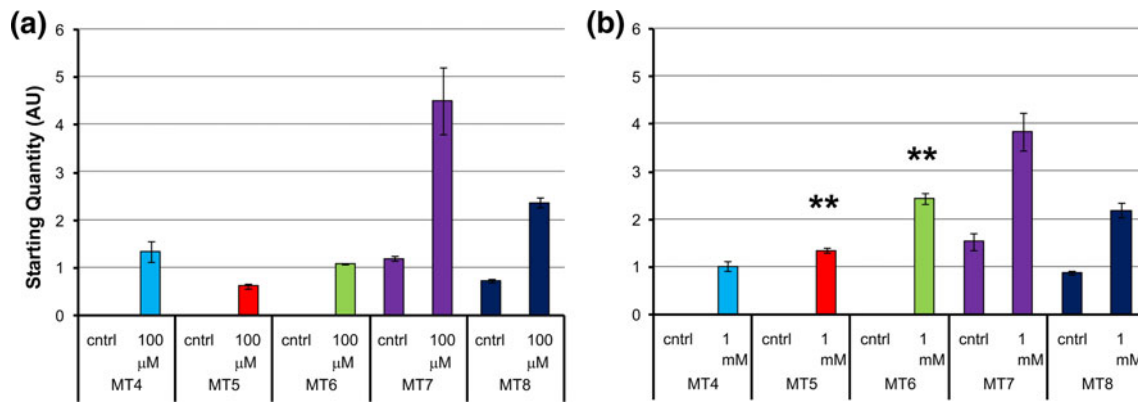 (a)
Starting Quantity (AU)
6
5
4
3
2
1
0
cntrl 100 µM cntrl 100 µM cntrl 100 µM cntrl 100 µM cntrl 100 µM
MT4 MT5 MT6 MT7 MT8
(b)
6
5
4
3
2
1
0
** **
cntrl 1 mM cntrl 1 mM cntrl 1 mM cntrl 1 mM cntrl 1 mM
MT4 MT5 MT6 MT7 MT8